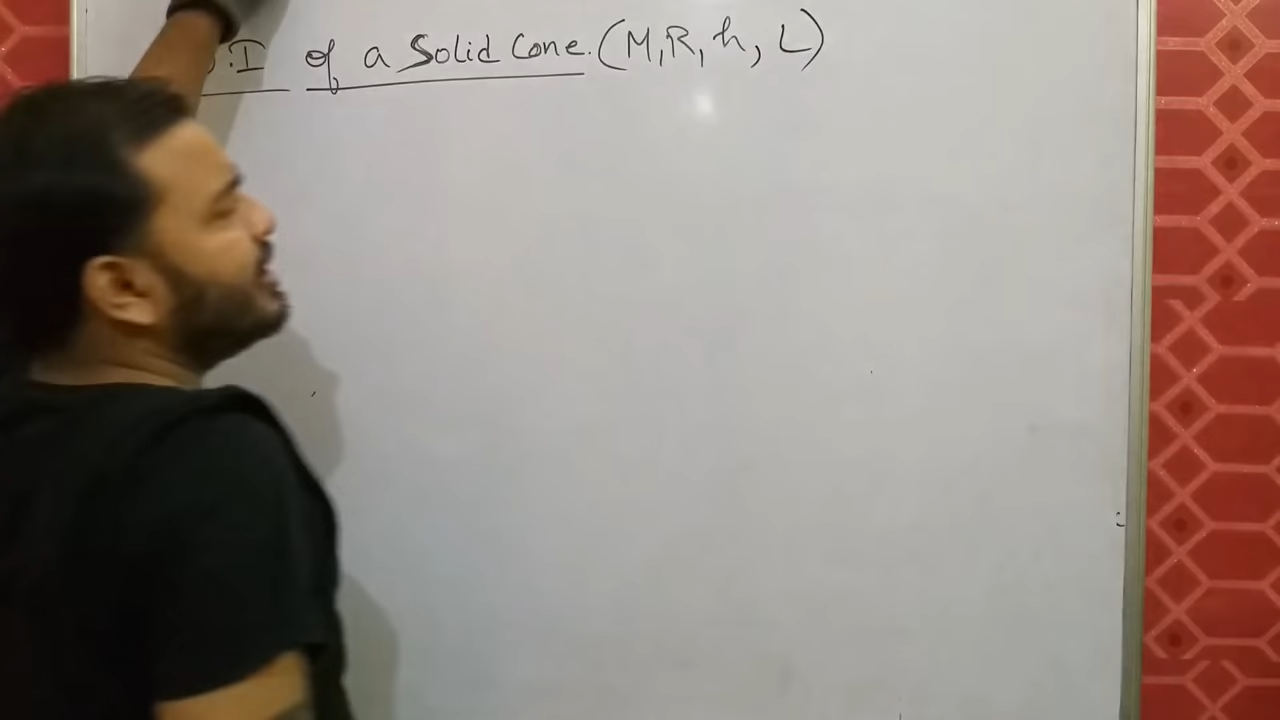 .I of a Solid Cone. (M, R, h, L)